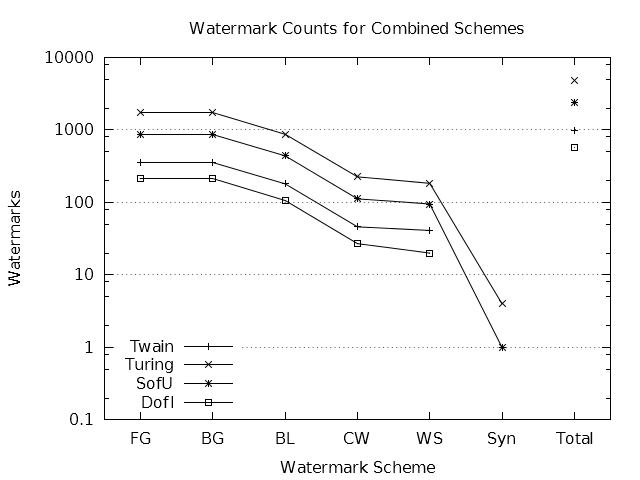 Watermark Counts for Combined Schemes
10000
1000
100
10
1
0.1
Watermarks
Twain
Turing
SofU
DofI
FG BG BL CW WS Syn Total
Watermark Scheme